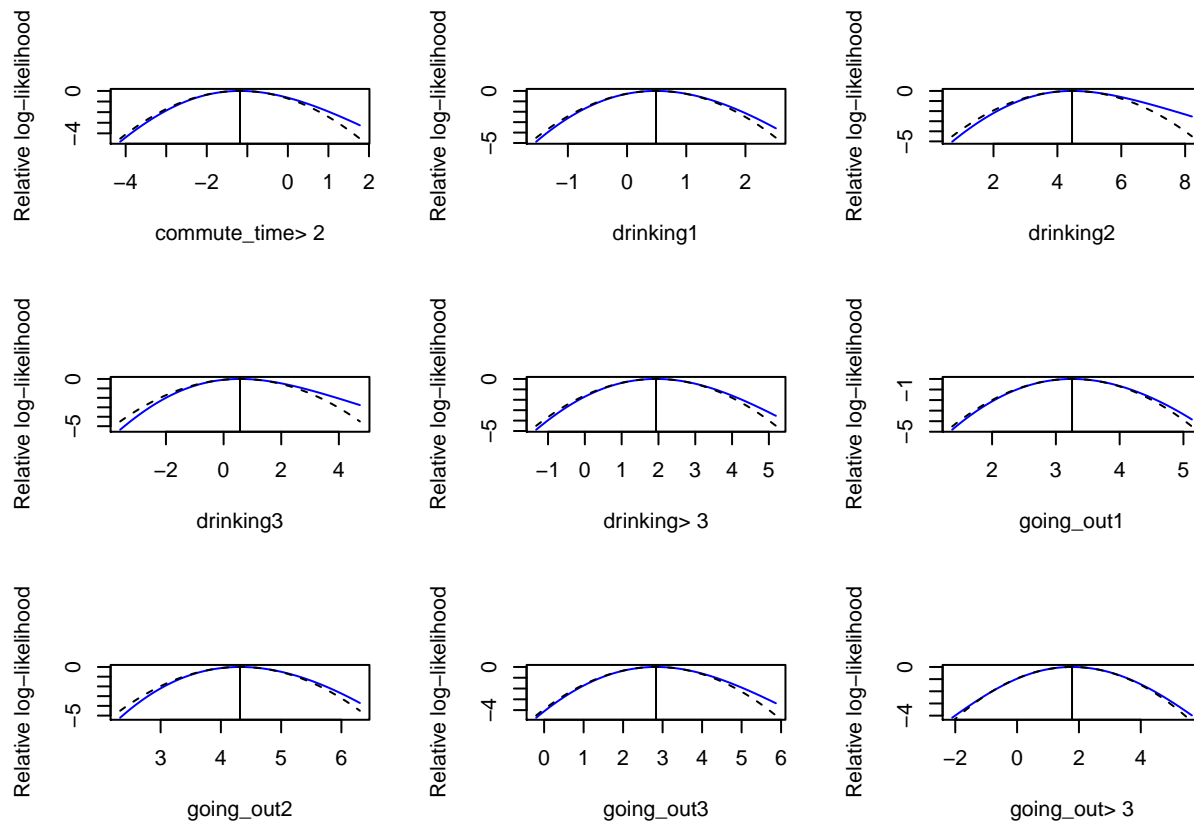 Relative log−likelihood
0
−4
−4 −2 0 1 2
commute_time> 2
Relative log−likelihood
0
−5
−1 0 1 2
drinking1
Relative log−likelihood
0
−5
2 4 6 8
drinking2
Relative log−likelihood
0
−5
−2 0 2 4
drinking3
Relative log−likelihood
0
−5
−1 0 1 2 3 4 5
drinking> 3
Relative log−likelihood
−1
−5
2 3 4 5
going_out1
Relative log−likelihood
0
−5
3 4 5 6
going_out2
Relative log−likelihood
0
−4
0 1 2 3 4 5 6
going_out3
Relative log−likelihood
0
−4
−2 0 2 4
going_out> 3